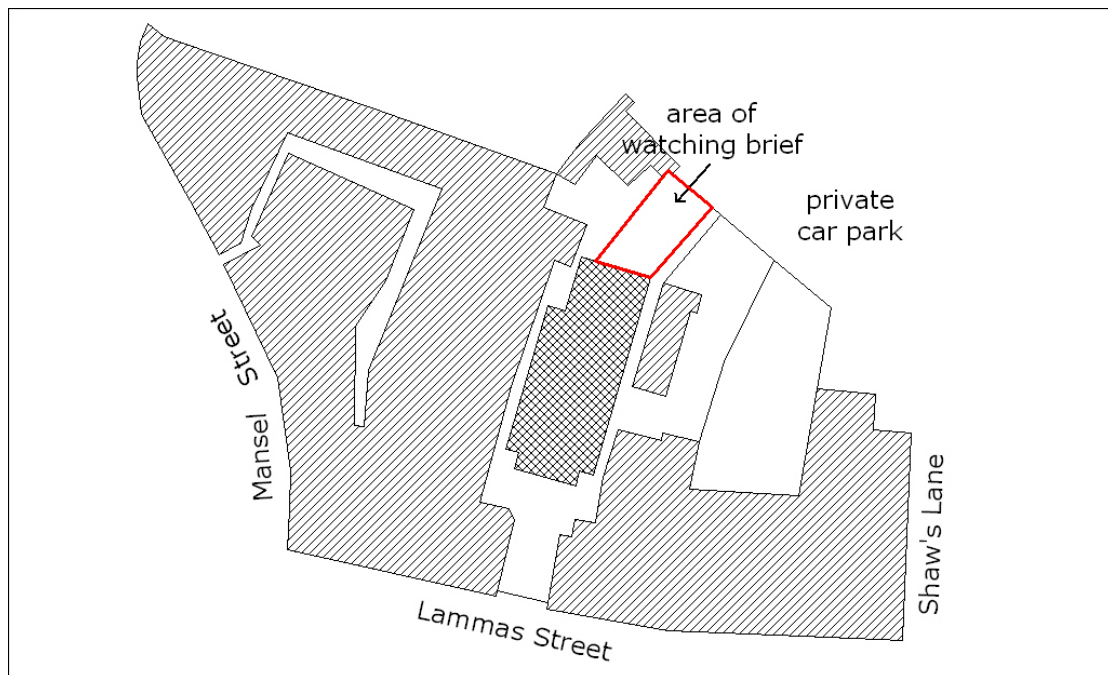 area of
watching brief
private
car park
Mansel Street
Lammas Street
Shaw's Lane